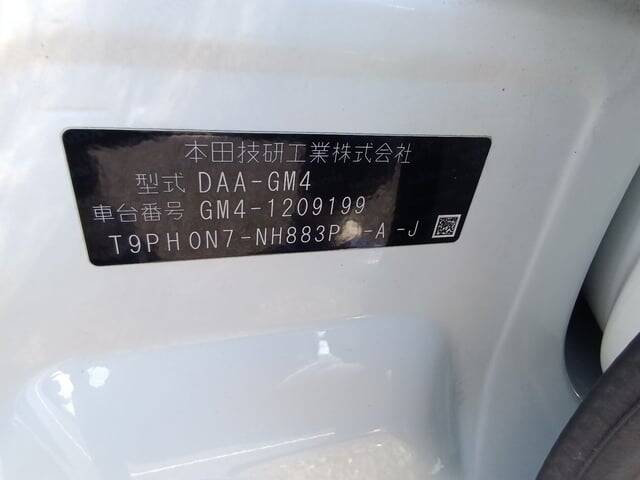 本田技研工業株式会社
型式 DAA-GM4
車台番号 GM4-1209199
T9PH0N7-NH883P -A -J